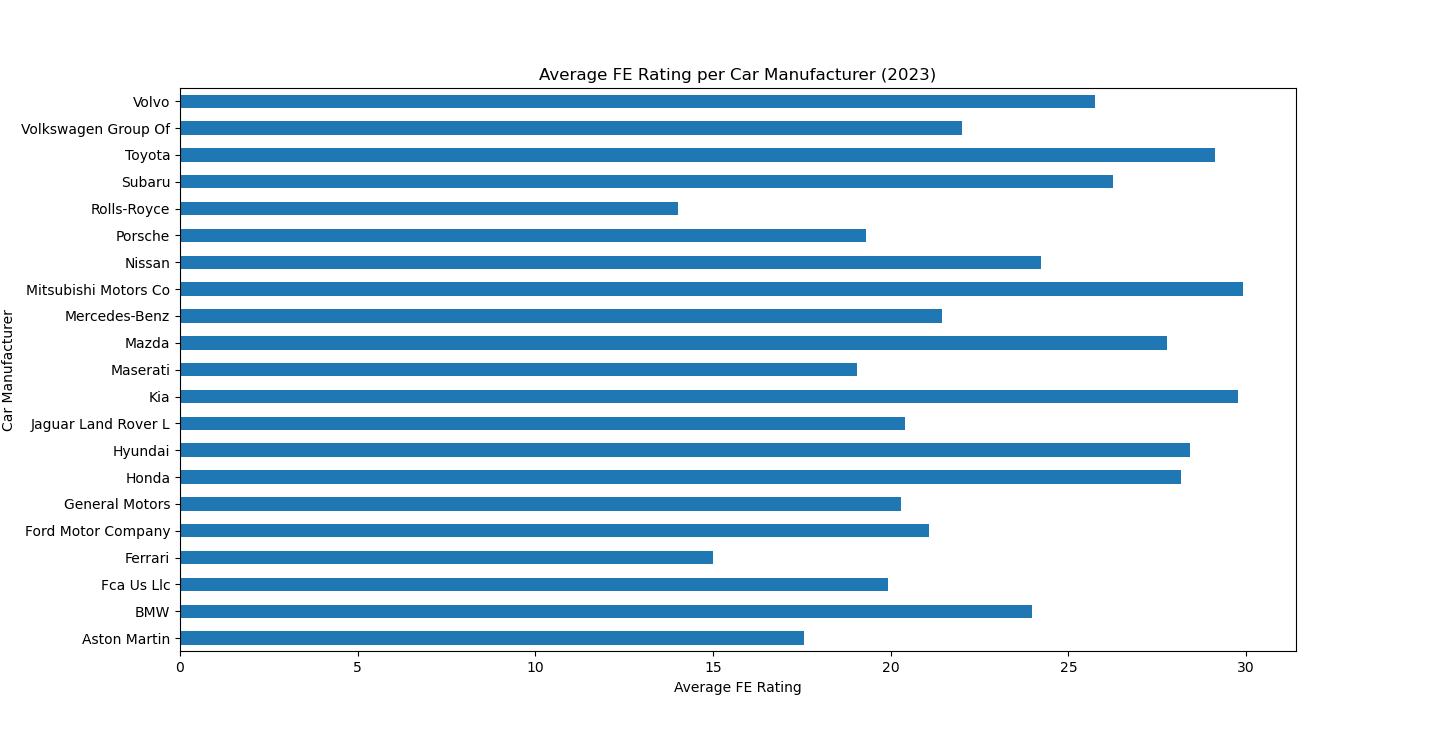 Average FE Rating per Car Manufacturer (2023)
Car Manufacturer
Volvo
Volkswagen Group Of
Toyota
Subaru
Rolls-Royce
Porsche
Nissan
Mitsubishi Motors Co
Mercedes-Benz
Mazda
Maserati
Kia
Jaguar Land Rover L
Hyundai
Honda
General Motors
Ford Motor Company
Ferrari
Fca Us Llc
BMW
Aston Martin
0 5 10 15 20 25 30
Average FE Rating